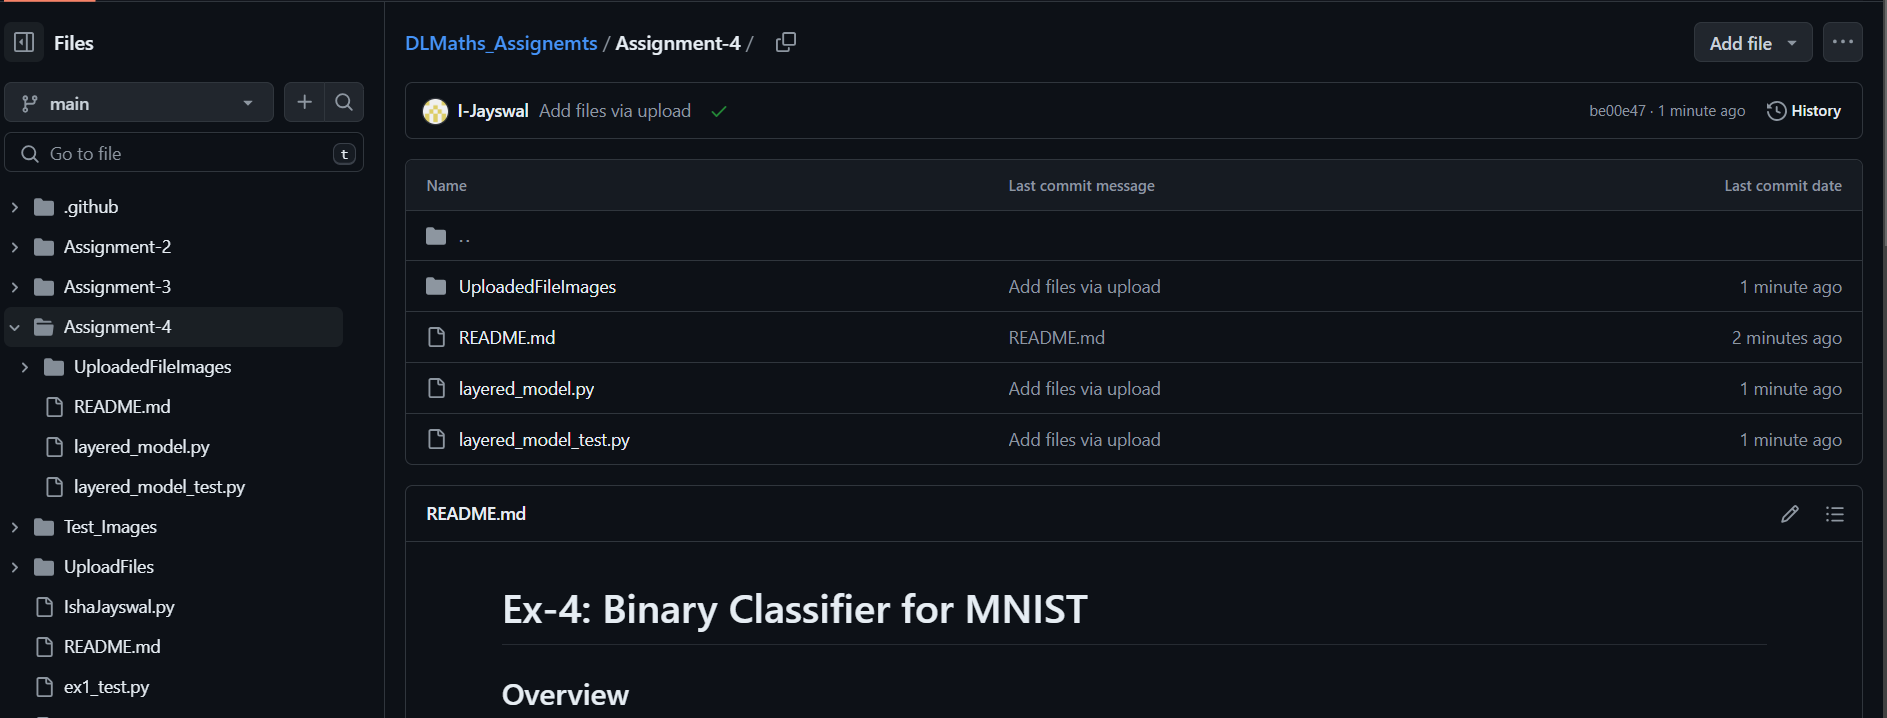 Files
main
Go to file
t
.github
Assignment-2
Assignment-3
Assignment-4
UploadedFileImages
README.md
layered_model.py
layered_model_test.py
Test_Images
UploadFiles
IshaJayswal.py
README.md
ex1_test.py
DLMaths_Assignemts / Assignment-4 /
Add file
I-Jayswal Add files via upload
be00e47 · 1 minute ago
History
Name Last commit message Last commit date
..
UploadedFileImages Add files via upload 1 minute ago
README.md README.md 2 minutes ago
layered_model.py Add files via upload 1 minute ago
layered_model_test.py Add files via upload 1 minute ago
README.md
Ex-4: Binary Classifier for MNIST
Overview